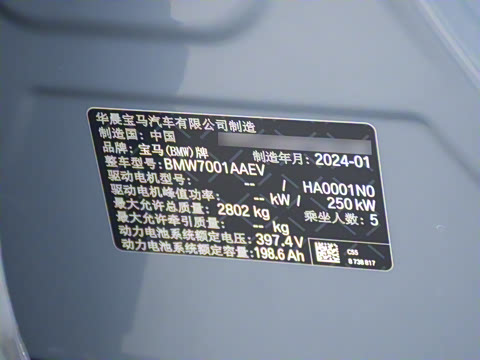 华晨宝马汽车有限公司制造
制造国: 中国
品牌: 宝马(BMW)牌 制造年月: 2024-01
整车型号:BMW7001AAEV
驱动电机型号: -- / HA0001N0
驱动电机峰值功率: -- kW / 250 kW
最大允许总质量: 2802 kg 乘坐人数: 5
最大允许牵引质量: -- kg
动力电池系统额定电压: 397.4 V
动力电池系统额定容量:198.6 Ah
CS5
8 738 817